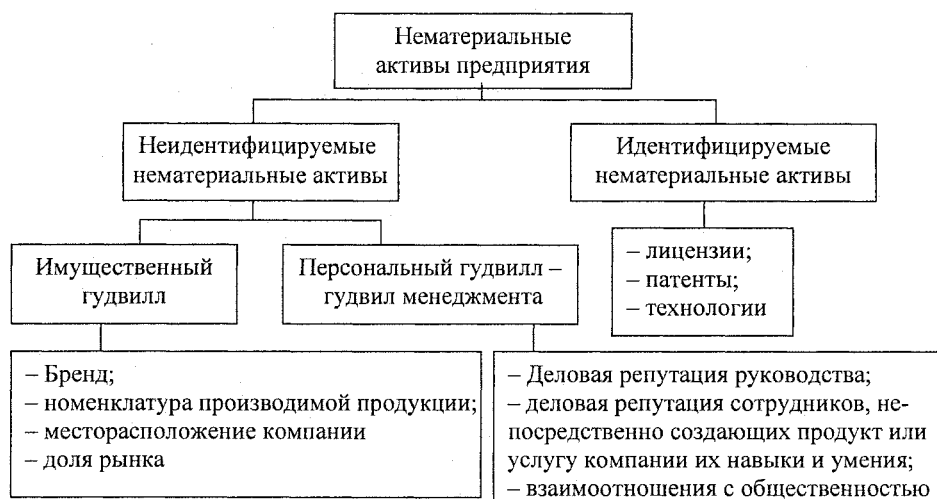 Нематериальные
активы предприятия
Неидентифицируемые
нематериальные активы
Идентифицируемые
нематериальные активы
Имущественный
гудвилл
Персональный гудвилл –
гудвил менеджмента
– лицензии;
– патенты;
– технологии
– Бренд;
– номенклатура производимой продукции;
– месторасположение компании
– доля рынка
– Деловая репутация руководства;
– деловая репутация сотрудников, не-
посредственно создающих продукт или
услугу компании их навыки и умения;
– взаимоотношения с общественностью